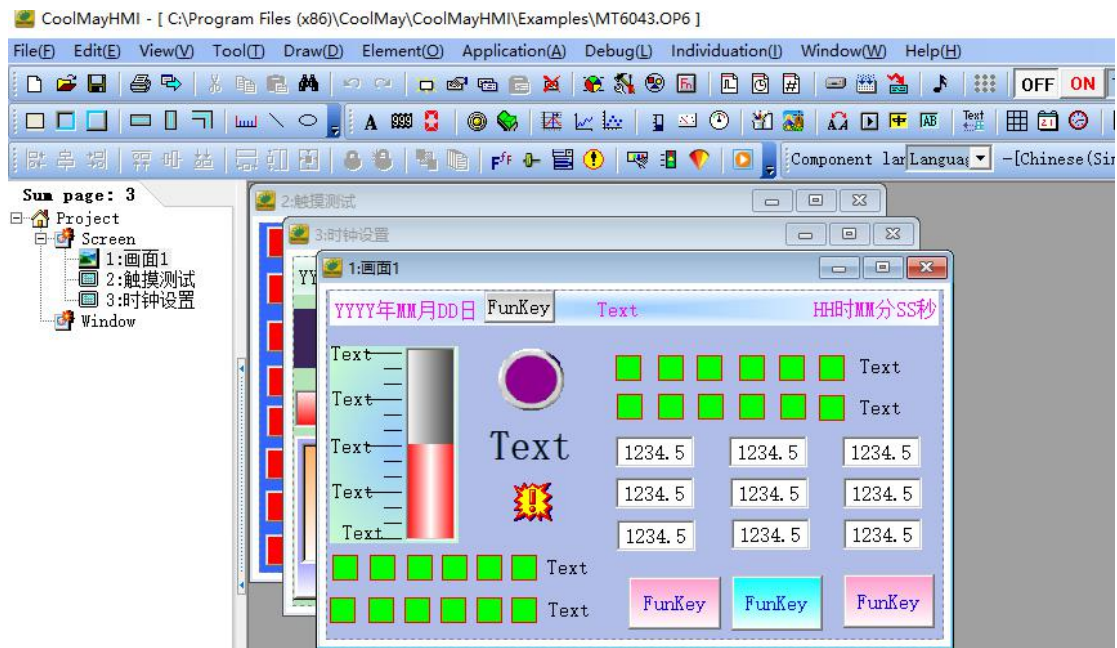 CoolMayHMI - [ C:\Program Files (x86)\CoolMay\CoolMayHMI\Examples\MT6043.OP6 ]
File(F) Edit(E) View(V) Tool(T) Draw(D) Element(O) Application(A) Debug(L) Individuation(I) Window(W) Help(H)
OFF ON
A 999 Text
Component lar Language -[Chinese(Sin
Sum page: 3
Project
Screen
1:画面1
2:触摸测试
3:时钟设置
Window
2:触摸测试
3:时钟设置
YY
1:画面1
YYYY年MM月DD日 FunKey Text HH时MM分SS秒
Text
Text
Text
Text
Text
Text
Text
Text
1234.5 1234.5 1234.5
1234.5 1234.5 1234.5
1234.5 1234.5 1234.5
Text
Text
FunKey FunKey FunKey